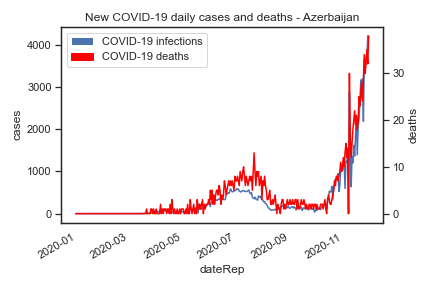 New COVID-19 daily cases and deaths - Azerbaijan
COVID-19 infections
COVID-19 deaths
4000
3000
2000
1000
0
cases
30
20
10
0
deaths
2020-01
2020-03
2020-05
2020-07
2020-09
2020-11
dateRep